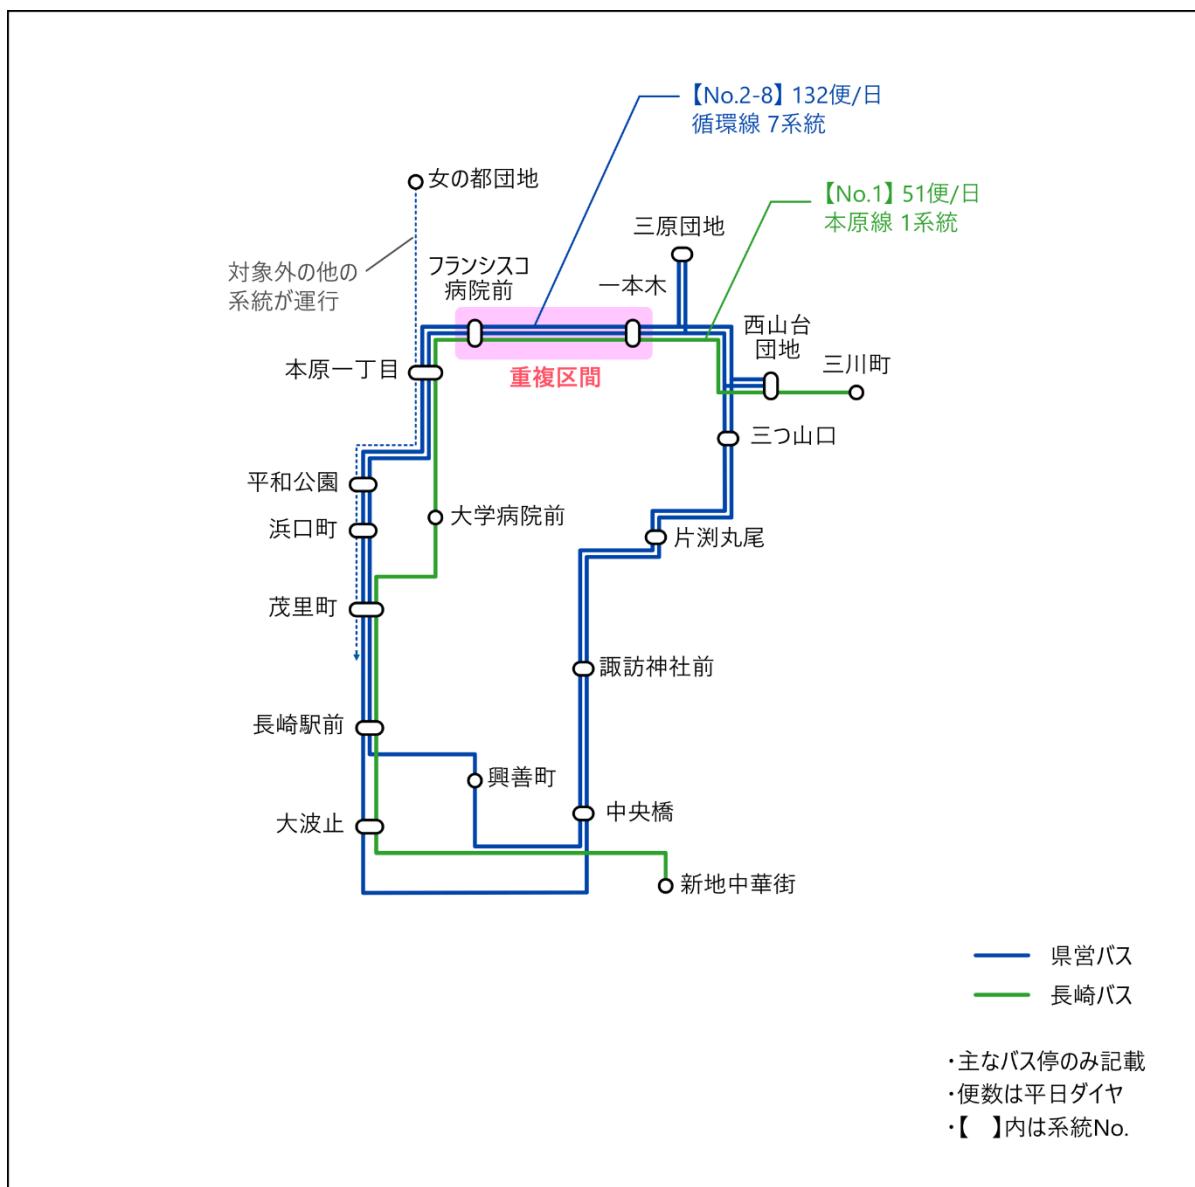 【No.2-8】 132便/日
循環線 7系統
女の都団地
【No.1】 51便/日
本原線 1系統
三原団地
対象外の他の
系統が運行
フランシスコ
病院前
一本木
西山台
団地
本原一丁目
重複区間
三川町
三つ山口
平和公園
大学病院前
浜口町
片渕丸尾
茂里町
諏訪神社前
長崎駅前
興善町
大波止
中央橋
新地中華街
県営バス
長崎バス
・主なバス停のみ記載
・便数は平日ダイヤ
・【　】内は系統No.